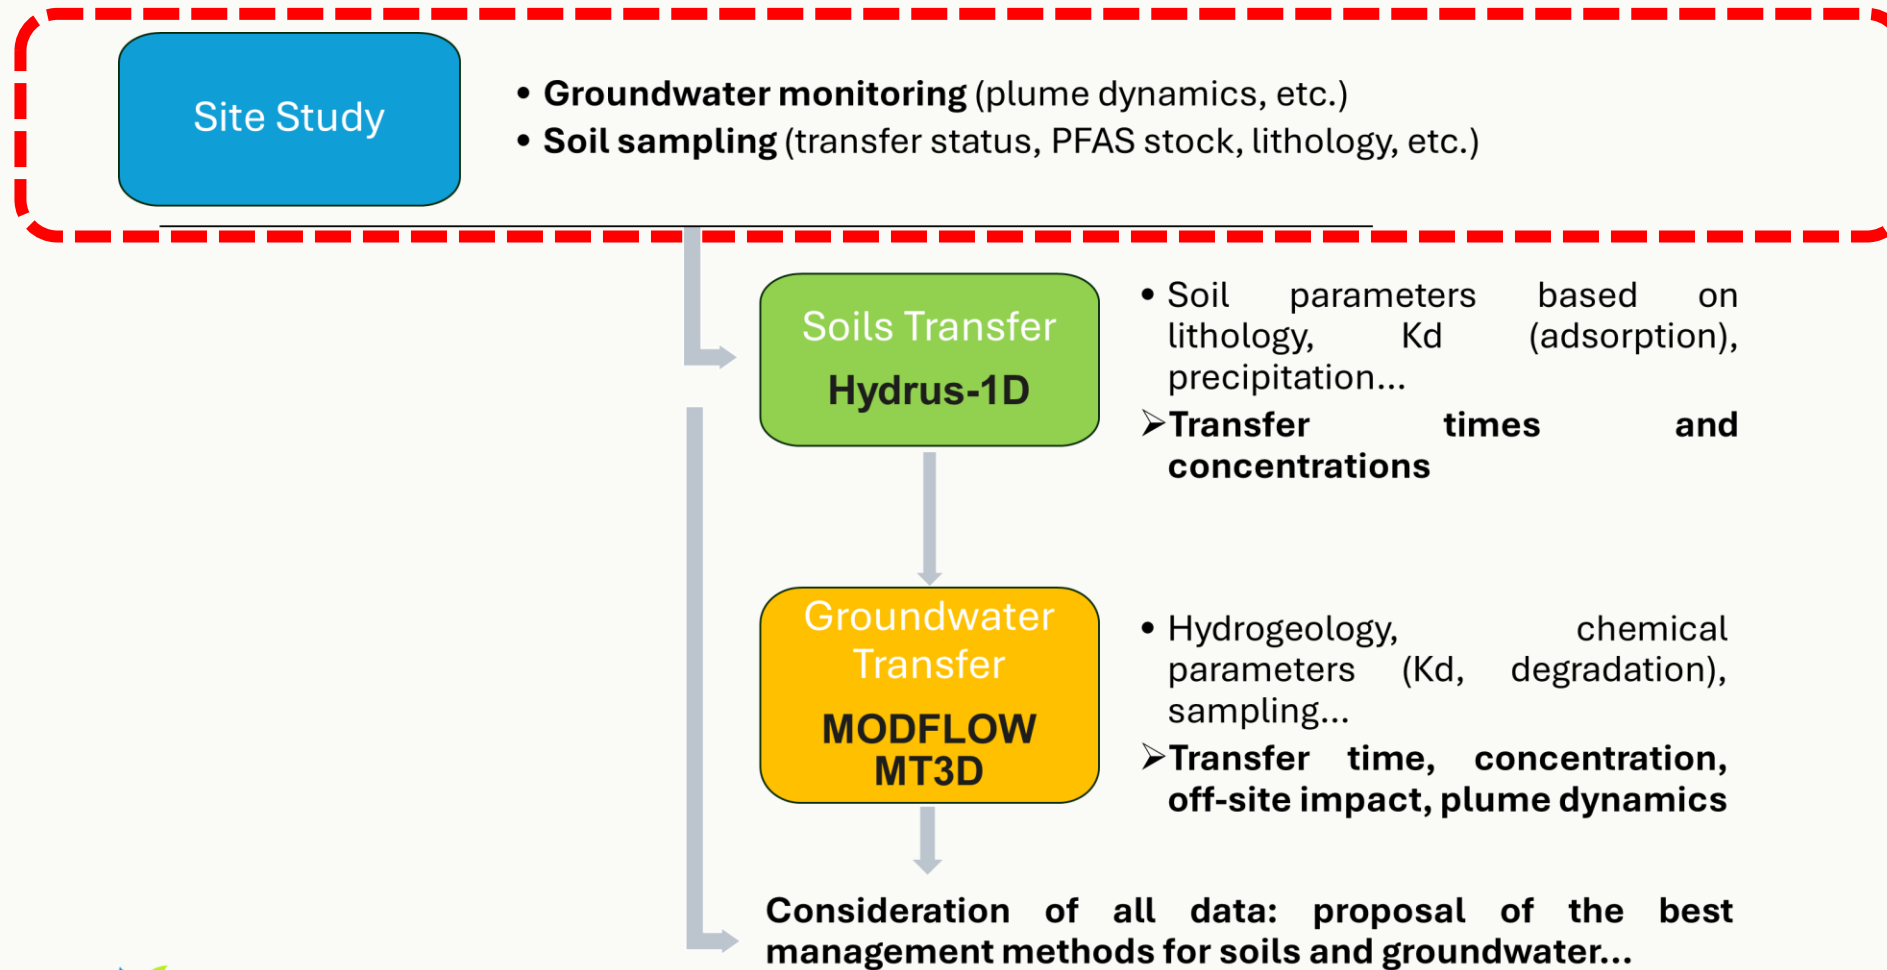 Site Study
• Groundwater monitoring (plume dynamics, etc.)
• Soil sampling (transfer status, PFAS stock, lithology, etc.)
Soils Transfer
Hydrus-1D
• Soil parameters based on
lithology, Kd (adsorption),
precipitation...
➢Transfer times and
concentrations
Groundwater
Transfer
MODFLOW
MT3D
• Hydrogeology, chemical
parameters (Kd, degradation),
sampling...
➢Transfer time, concentration,
off-site impact, plume dynamics
Consideration of all data: proposal of the best
management methods for soils and groundwater...